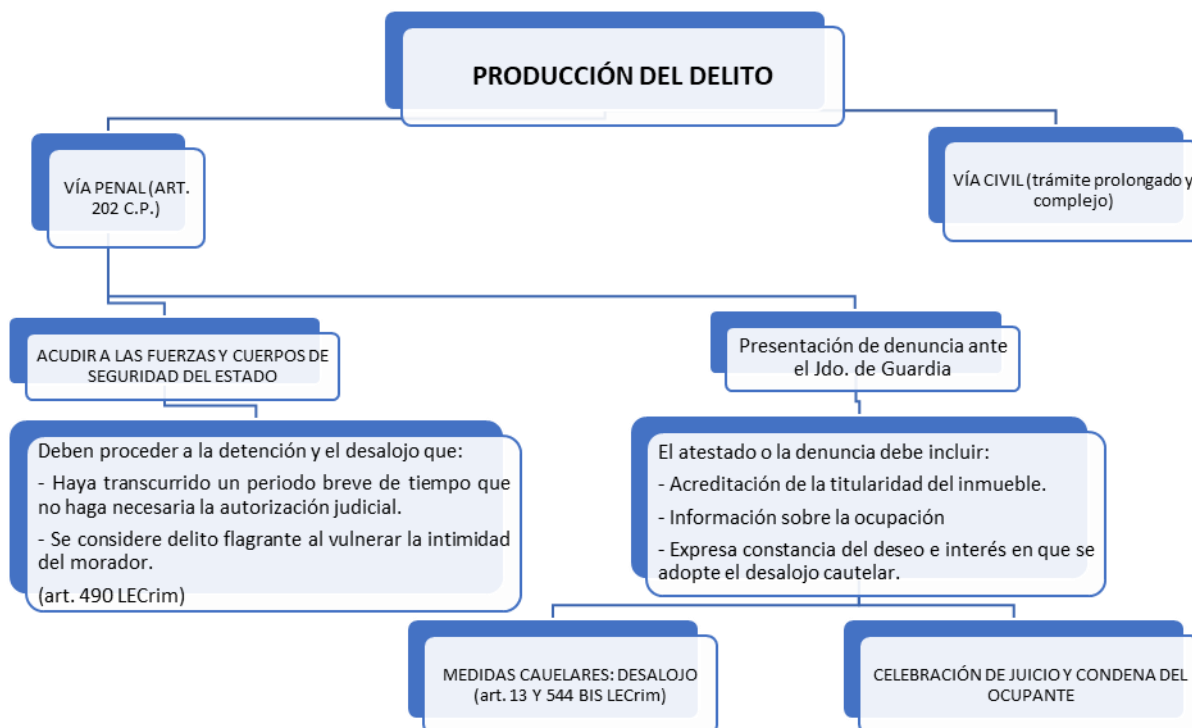 PRODUCCIÓN DEL DELITO
VÍA PENAL (ART.
202 C.P.)
VÍA CIVIL (trámite prolongado y
complejo)
ACUDIR A LAS FUERZAS Y CUERPOS DE
SEGURIDAD DEL ESTADO
Presentación de denuncia ante
el Jdo. de Guardia
Deben proceder a la detención y el desalojo que:
- Haya transcurrido un periodo breve de tiempo que
no haga necesaria la autorización judicial.
- Se considere delito flagrante al vulnerar la intimidad
del morador.
(art. 490 LECrim)
El atestado o la denuncia debe incluir:
- Acreditación de la titularidad del inmueble.
- Información sobre la ocupación
- Expresa constancia del deseo e interés en que se
adopte el desalojo cautelar.
MEDIDAS CAUELARES: DESALOJO
(art. 13 Y 544 BIS LECrim)
CELEBRACIÓN DE JUICIO Y CONDENA DEL
OCUPANTE